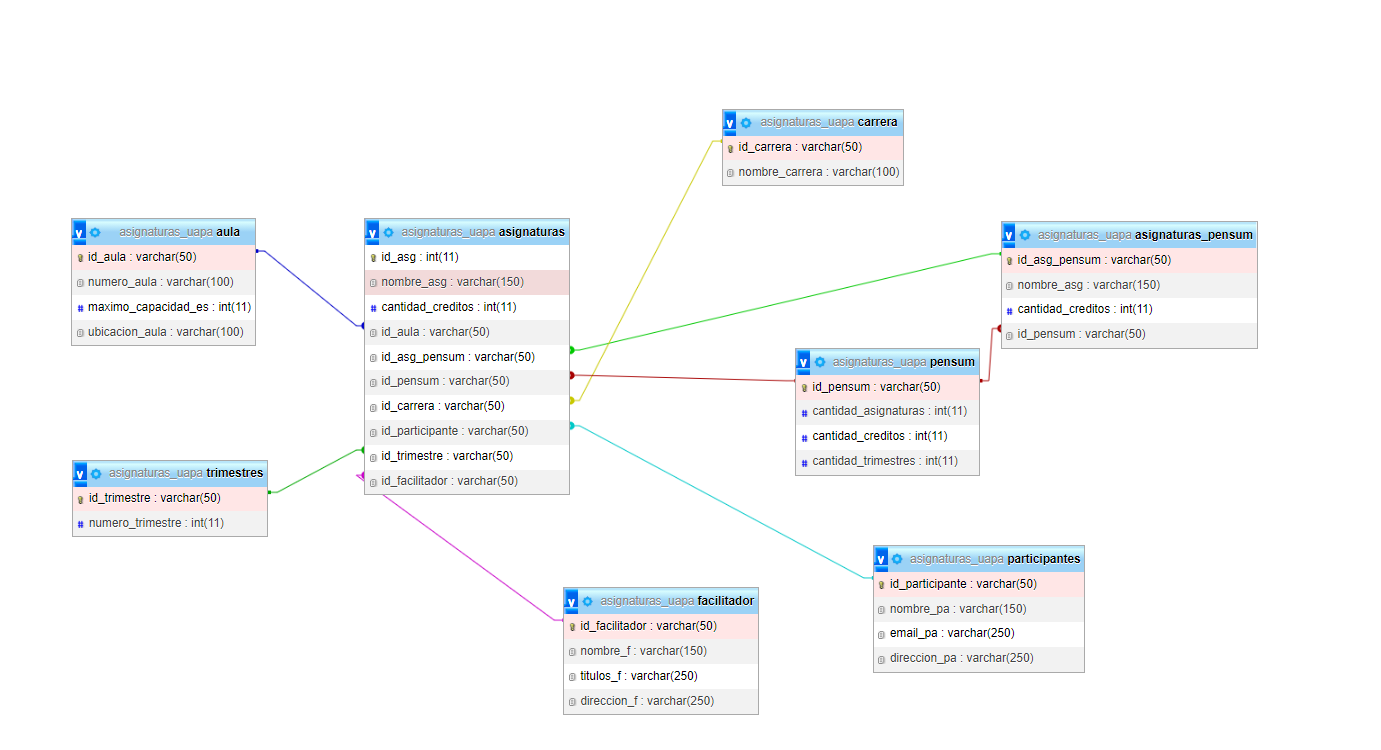 asignaturas_uapa carrera
id_carrera : varchar(50)
nombre_carrera : varchar(100)
asignaturas_uapa aula
id_aula : varchar(50)
numero_aula : varchar(100)
maximo_capacidad_es : int(11)
ubicacion_aula : varchar(100)
asignaturas_uapa asignaturas
id_asg : int(11)
nombre_asg : varchar(150)
cantidad_creditos : int(11)
id_aula : varchar(50)
id_asg_pensum : varchar(50)
id_pensum : varchar(50)
id_carrera : varchar(50)
id_participante : varchar(50)
id_trimestre : varchar(50)
id_facilitador : varchar(50)
asignaturas_uapa asignaturas_pensum
id_asg_pensum : varchar(50)
nombre_asg : varchar(150)
cantidad_creditos : int(11)
id_pensum : varchar(50)
asignaturas_uapa pensum
id_pensum : varchar(50)
cantidad_asignaturas : int(11)
cantidad_creditos : int(11)
cantidad_trimestres : int(11)
asignaturas_uapa trimestres
id_trimestre : varchar(50)
numero_trimestre : int(11)
asignaturas_uapa participantes
id_participante : varchar(50)
nombre_pa : varchar(150)
email_pa : varchar(250)
direccion_pa : varchar(250)
asignaturas_uapa facilitador
id_facilitador : varchar(50)
nombre_f : varchar(150)
titulos_f : varchar(250)
direccion_f : varchar(250)